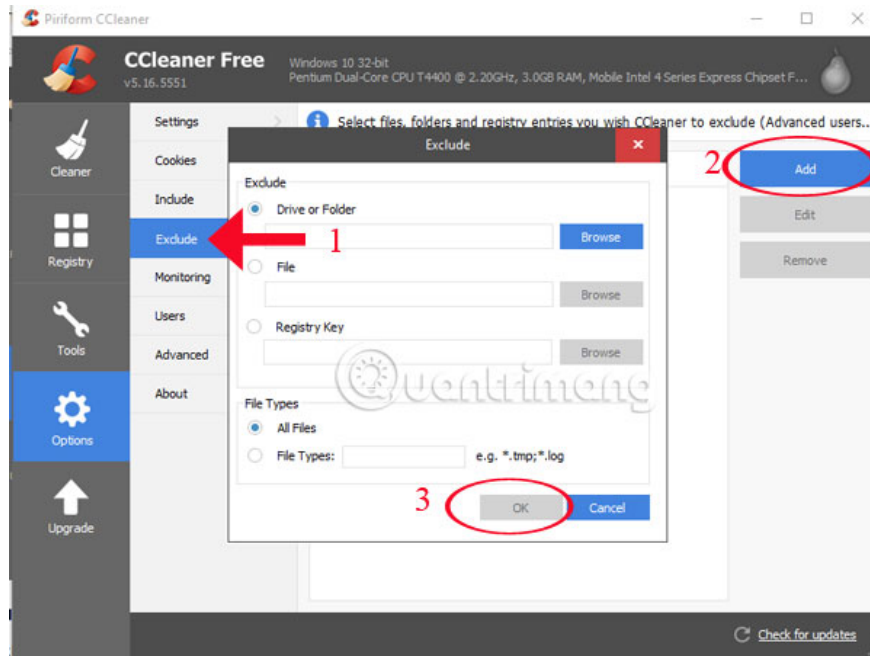 Piriform CCleaner
CCleaner Free
v5.16.5551
Windows 10 32-bit
Pentium Dual-Core CPU T4400 @ 2.20GHz, 3.0GB RAM, Mobile Intel 4 Series Express Chipset F...
Cleaner
Registry
Tools
Options
Upgrade
Settings
Cookies
Include
Exclude
Monitoring
Users
Advanced
About
Select files, folders and registry entries you wish CCleaner to exclude (Advanced users...
Exclude
Exclude
Drive or Folder
Browse
1
File
Browse
Registry Key
Browse
Quantrimang
File Types
All Files
File Types:
e.g. *.tmp;*.log
3
OK
Cancel
2
Add
Edit
Remove
Check for updates